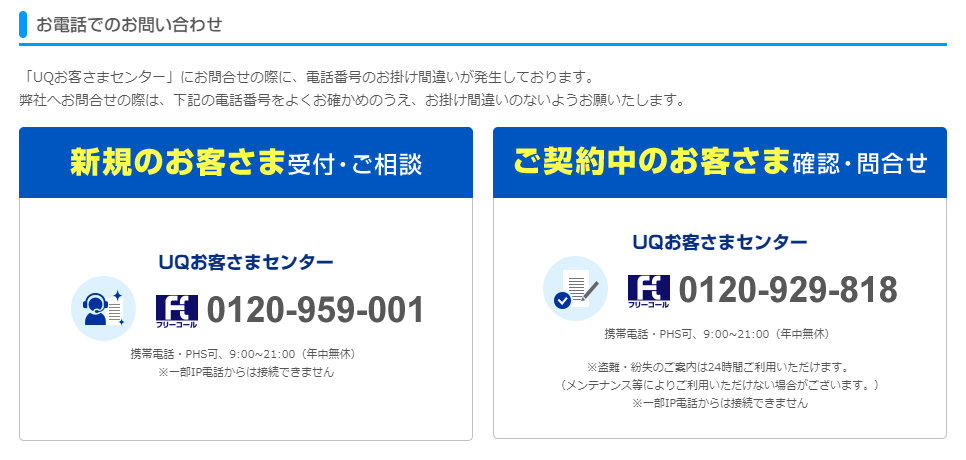 お電話でのお問い合わせ
「UQお客さまセンター」にお問合せの際に、電話番号のお掛け間違いが発生しております。
弊社へお問合せの際は、下記の電話番号をよくお確かめのうえ、お掛け間違いのないようお願いたします。
新規のお客さま受付・ご相談
UQお客さまセンター
フリーコール
0120-959-001
携帯電話・PHS可、9:00~21:00（年中無休）
※一部IP電話からは接続できません
ご契約中のお客さま確認・問合せ
UQお客さまセンター
フリーコール
0120-929-818
携帯電話・PHS可、9:00~21:00（年中無休）
※盗難・紛失のご案内は24時間ご利用いただけます。
（メンテナンス等によりご利用いただけない場合がございます。）
※一部IP電話からは接続できません